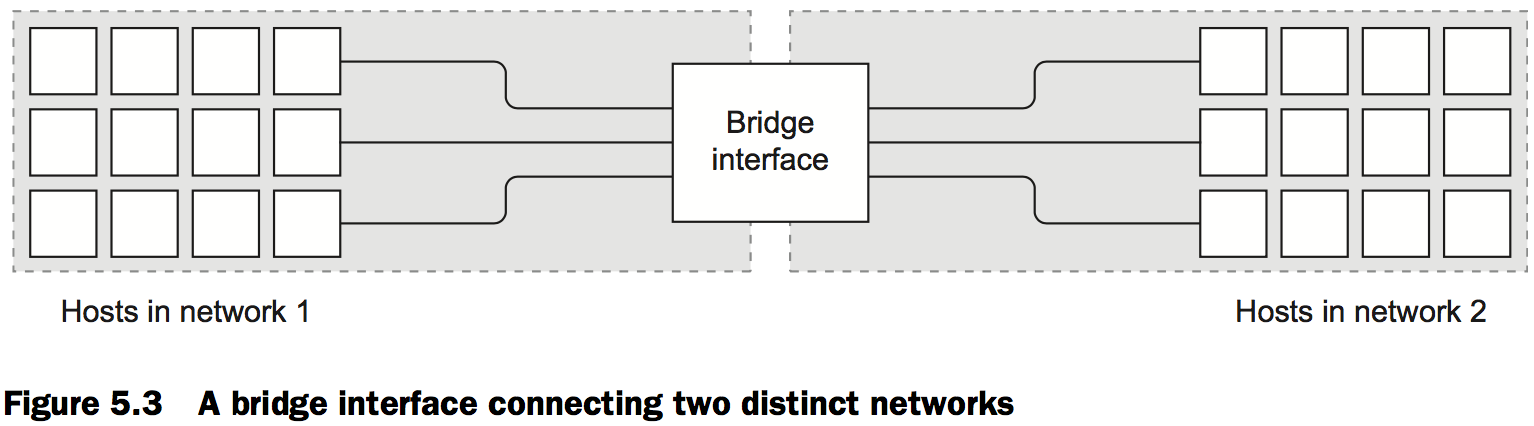 Bridge
interface
Hosts in network 1
Hosts in network 2
Figure 5.3 A bridge interface connecting two distinct networks